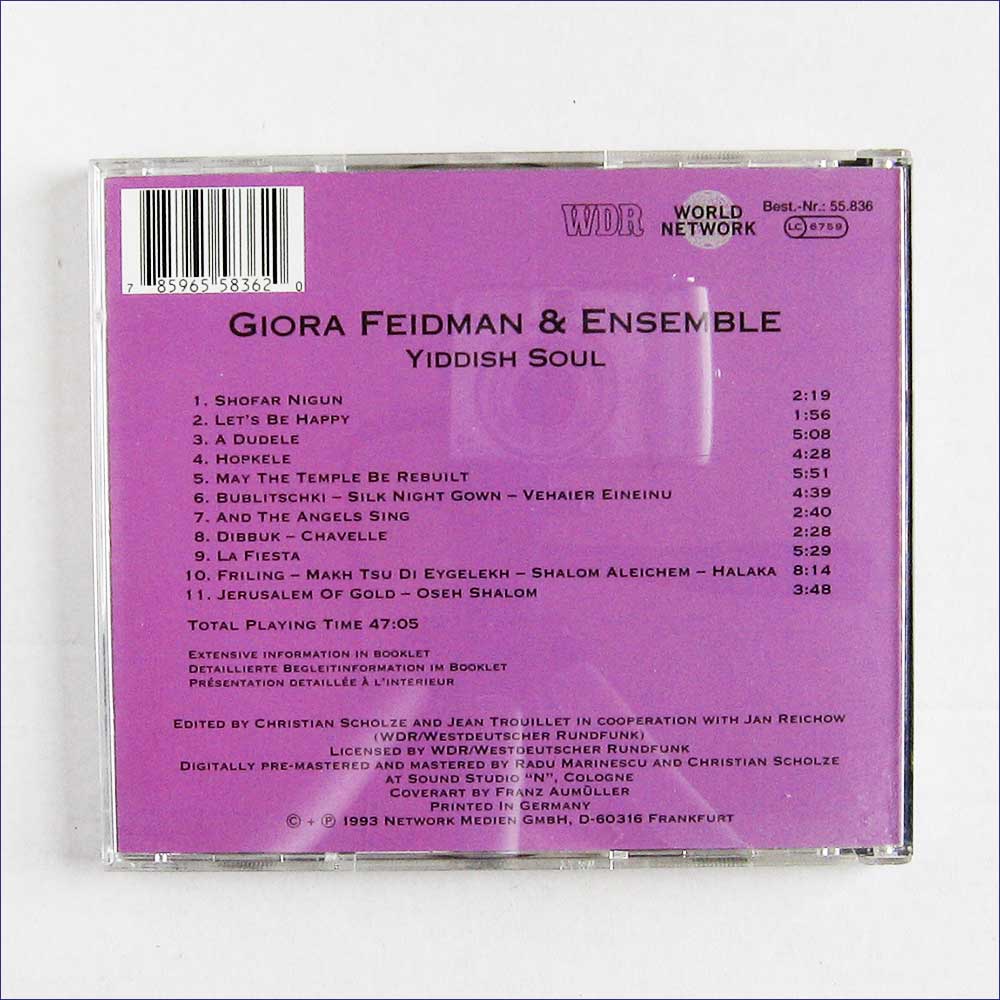 WDR
WORLD NETWORK
Best.-Nr.: 55.836
LC 6759
7 85965 58362 0
GIORA FEIDMAN & ENSEMBLE
YIDDISH SOUL
1. SHOFAR NIGUN 2:19
2. LET'S BE HAPPY 1:56
3. A DUDELE 5:08
4. HOPKELE 4:28
5. MAY THE TEMPLE BE REBUILT 5:51
6. BUBLITSCHKI – SILK NIGHT GOWN – VEHAIER EINEINU 4:39
7. AND THE ANGELS SING 2:40
8. DIBBUK – CHAVELLE 2:28
9. LA FIESTA 5:29
10. FRILING – MAKH TSU DI EYGELEKH – SHALOM ALEICHEM – HALAKA 8:14
11. JERUSALEM OF GOLD – OSEH SHALOM 3:48
TOTAL PLAYING TIME 47:05
EXTENSIVE INFORMATION IN BOOKLET
DETAILLIERTE BEGLEITINFORMATION IM BOOKLET
PRÉSENTATION DETAILLÉE À L'INTERIEUR
EDITED BY CHRISTIAN SCHOLZE AND JEAN TROUILLET IN COOPERATION WITH JAN REICHOW
(WDR/WESTDEUTSCHER RUNDFUNK)
LICENSED BY WDR/WESTDEUTSCHER RUNDFUNK
DIGITALLY PRE-MASTERED AND MASTERED BY RADU MARINESCU AND CHRISTIAN SCHOLZE
AT SOUND STUDIO "N", COLOGNE
COVERART BY FRANZ AUMÜLLER
PRINTED IN GERMANY
© + ℗ 1993 NETWORK MEDIEN GMBH, D-60316 FRANKFURT